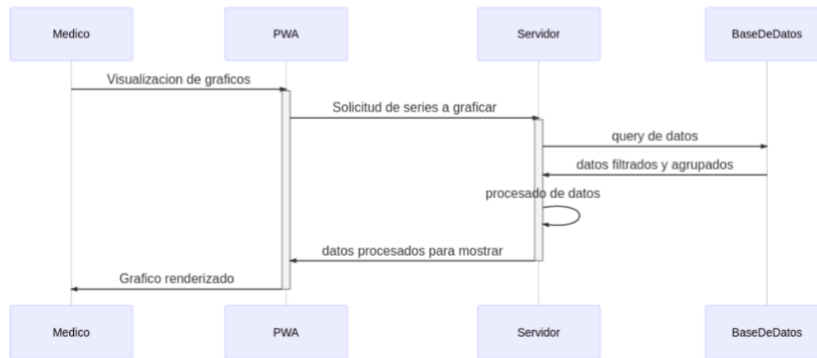 Medico
PWA
Servidor
BaseDeDatos
Visualizacion de graficos
Solicitud de series a graficar
query de datos
datos filtrados y agrupados
procesado de datos
datos procesados para mostrar
Grafico renderizado
Medico
PWA
Servidor
BaseDeDatos